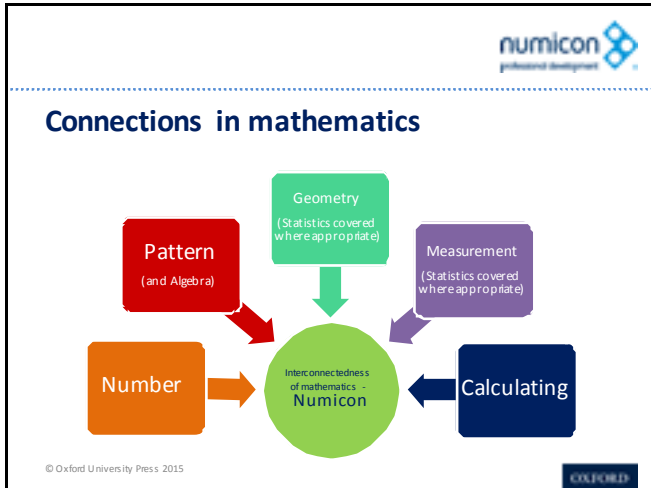 numicon
professional development
Connections in mathematics
Geometry
(Statistics covered
where appropriate)
Pattern
(and Algebra)
Measurement
(Statistics covered
where appropriate)
Number
Interconnectedness
of mathematics -
Numicon
Calculating
© Oxford University Press 2015
OXFORD